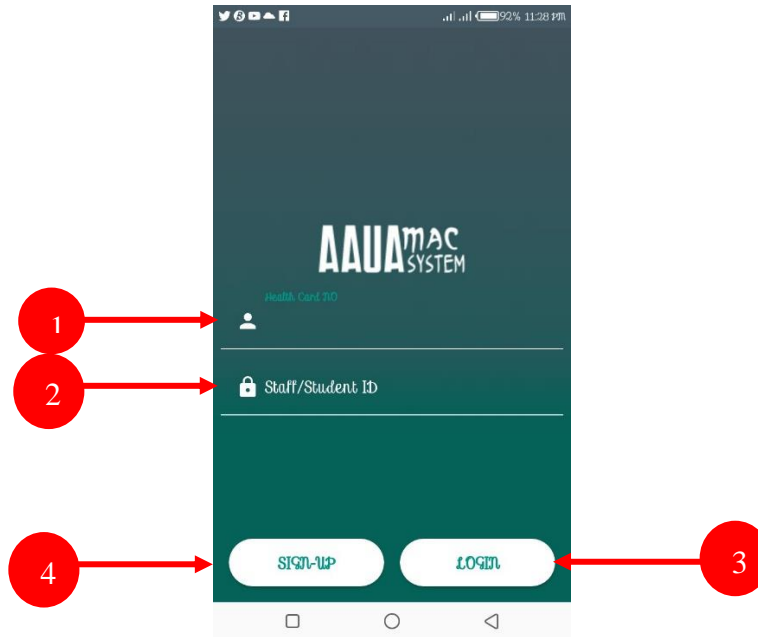 92% 11:28 PM
AAUA MAC
SYSTEM
Health Card NO
1
2 Staff/Student ID
4 SIGN-UP LOGIN 3